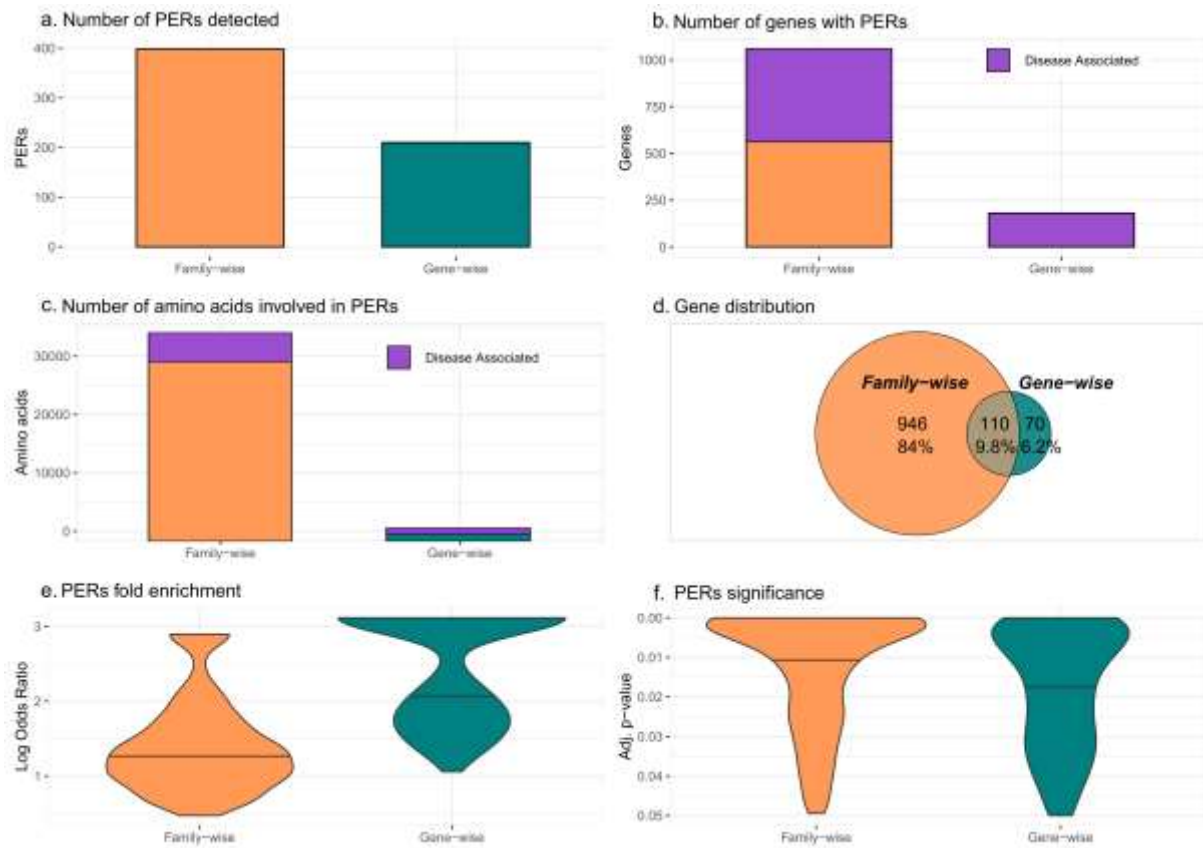 a. Number of PERs detected
400
300
200
100
0
PERs
Family-wise
Gene-wise
b. Number of genes with PERs
1000
750
500
250
0
Genes
Disease Associated
Family-wise
Gene-wise
c. Number of amino acids involved in PERs
30000
20000
10000
0
Amino acids
Disease Associated
Family-wise
Gene-wise
d. Gene distribution
Family-wise
Gene-wise
946
110
70
84%
9.8%
6.2%
e. PERs fold enrichment
3
2
1
Log Odds Ratio
Family-wise
Gene-wise
f. PERs significance
0.00
0.01
0.02
0.03
0.04
0.05
Adj. p-value
Family-wise
Gene-wise